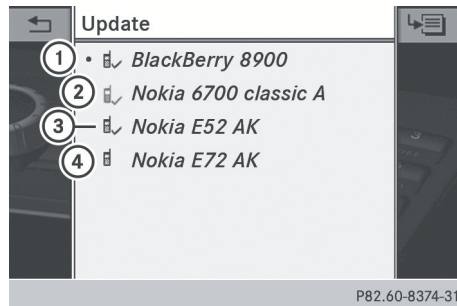 Update
1 • BlackBerry 8900
2 Nokia 6700 classic A
3 Nokia E52 AK
4 Nokia E72 AK
P82.60-8374-31